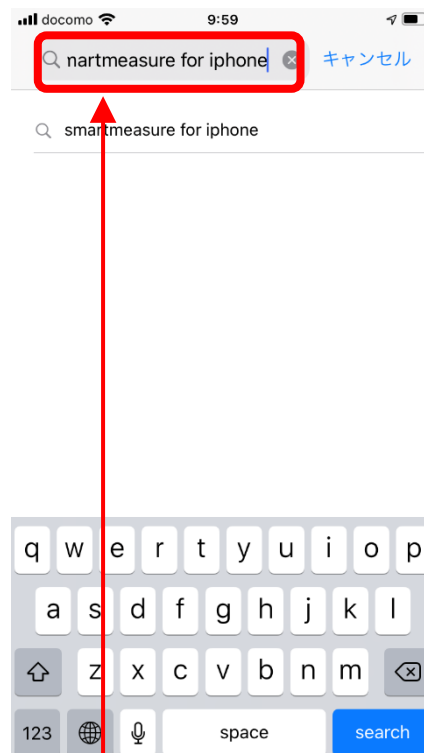 docomo 9:59
nartmeasure for iphone キャンセル
smartmeasure for iphone
q w e r t y u i o p
a s d f g h j k l
z x c v b n m
123 space search